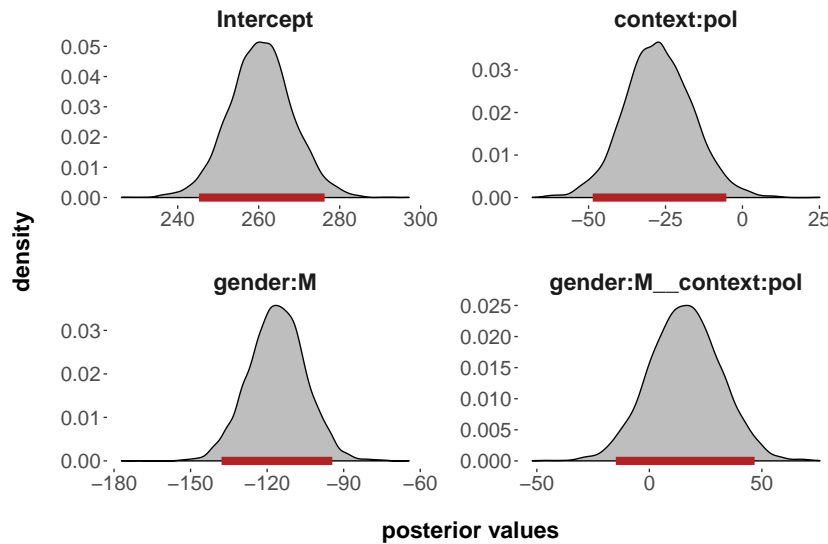 Intercept
context:pol
0.05
0.04
0.03
0.02
0.01
0.00
0.03
0.02
0.01
0.00
240 260 280 300
−50 −25 0 25
density
gender:M
gender:M__context:pol
0.03
0.02
0.01
0.00
0.025
0.020
0.015
0.010
0.005
0.000
−180 −150 −120 −90 −60
−50 0 50
posterior values